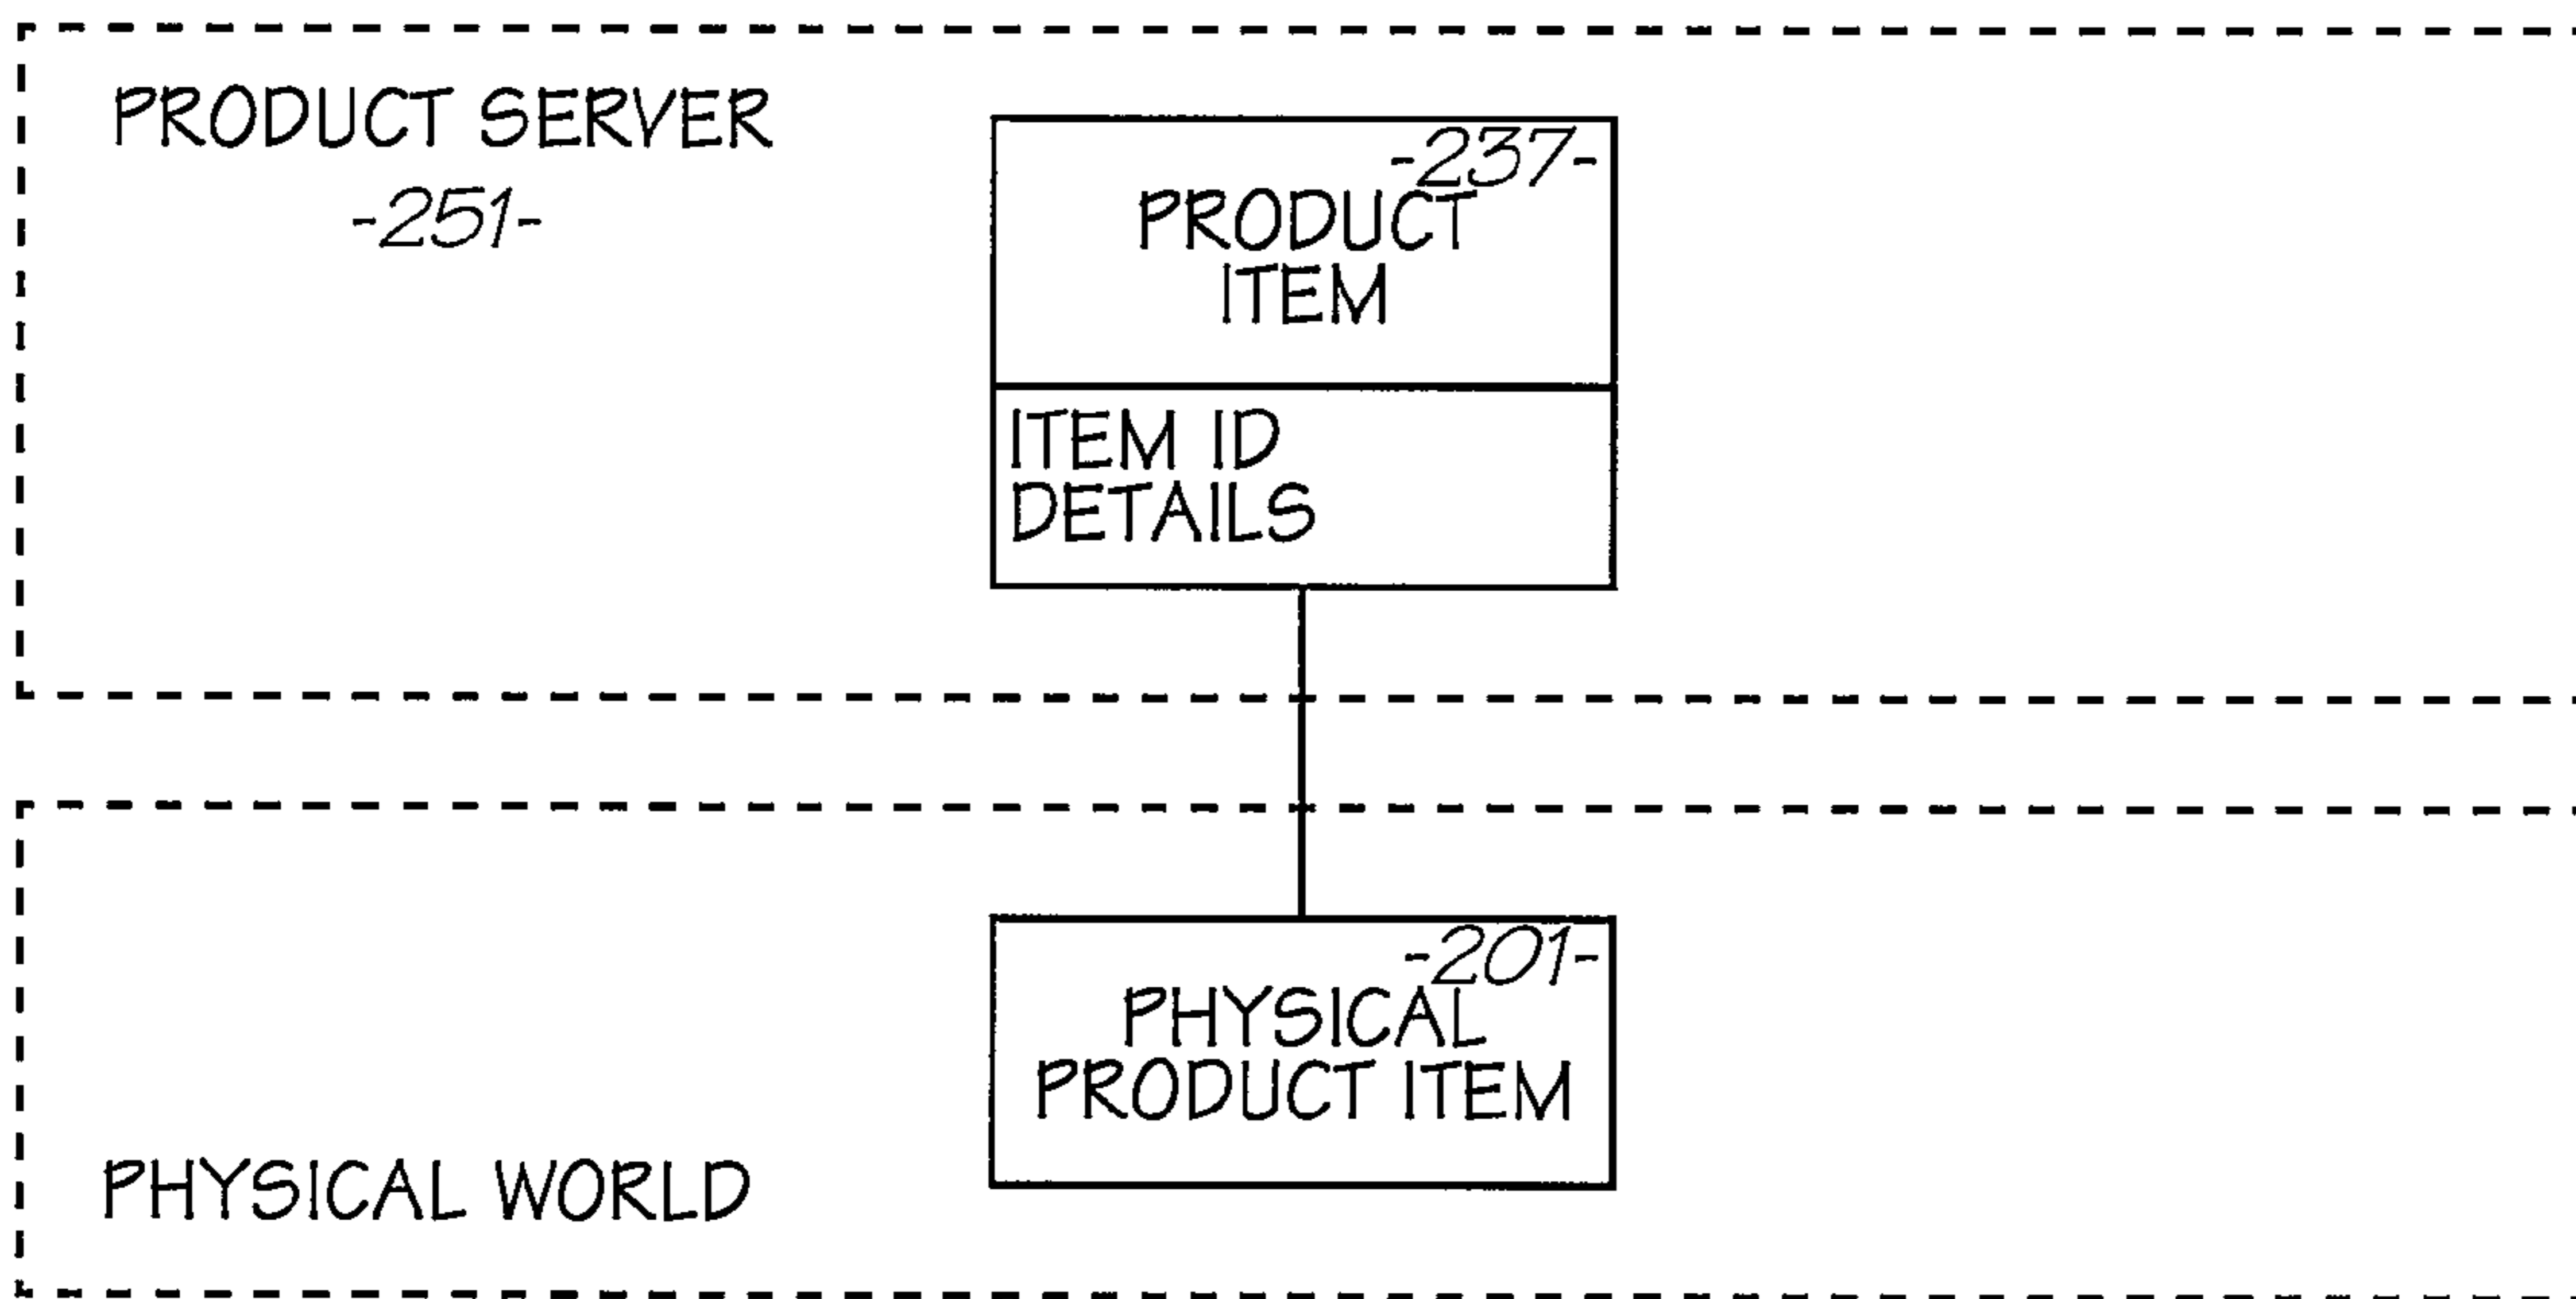 PRODUCT SERVER
-251-
-237-
PRODUCT
ITEM
ITEM ID
DETAILS
-201-
PHYSICAL
PRODUCT ITEM
PHYSICAL WORLD